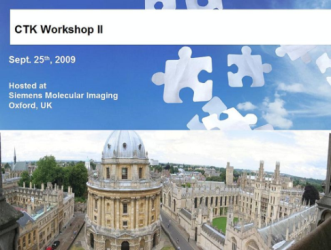 CTK Workshop II
Sept. 25th, 2009
Hosted at
Siemens Molecular Imaging
Oxford, UK